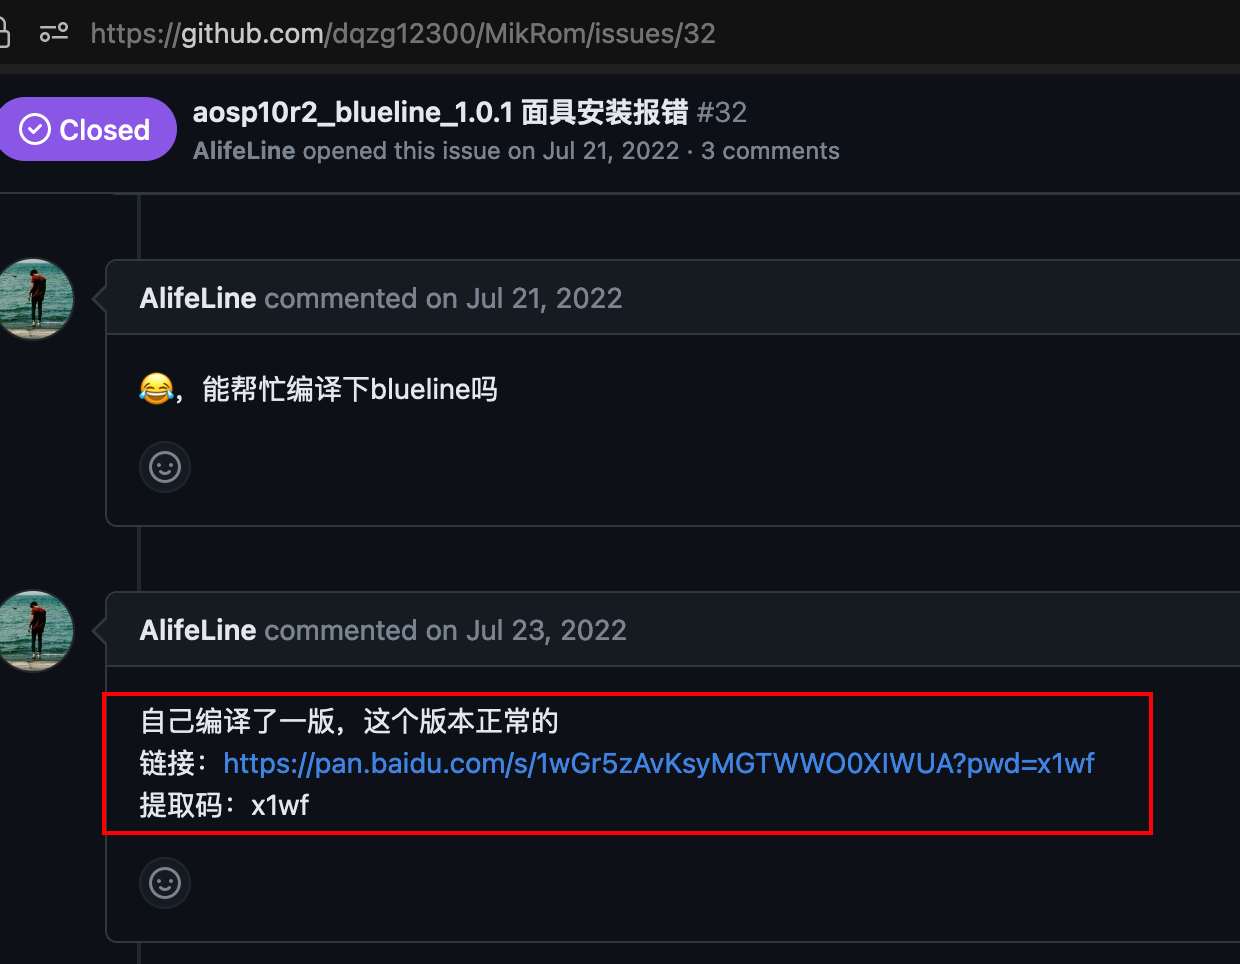 https://github.com/dqzg12300/MikRom/issues/32
Closed
aosp10r2_blueline_1.0.1 面具安装报错 #32
AlifeLine opened this issue on Jul 21, 2022 · 3 comments
AlifeLine commented on Jul 21, 2022
😂，能帮忙编译下blueline吗
AlifeLine commented on Jul 23, 2022
自己编译了一版，这个版本正常的
链接：https://pan.baidu.com/s/1wGr5zAvKsyMGTWWO0XIWUA?pwd=x1wf
提取码：x1wf